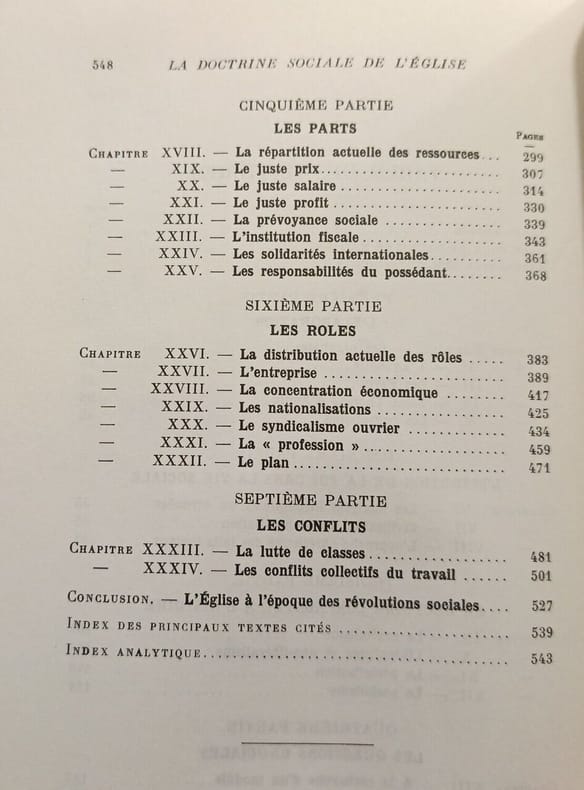 548 LA DOCTRINE SOCIALE DE L'ÉGLISE
CINQUIÈME PARTIE
LES PARTS
PAGES
CHAPITRE XVIII. — La répartition actuelle des ressources... 299
— XIX. — Le juste prix.......................... 307
— XX. — Le juste salaire ........................ 314
— XXI. — Le juste profit ......................... 330
— XXII. — La prévoyance sociale ................ 339
— XXIII. — L'institution fiscale.................... 343
— XXIV. — Les solidarités internationales.......... 361
— XXV. — Les responsabilités du possédant........ 368
SIXIÈME PARTIE
LES ROLES
CHAPITRE XXVI. — La distribution actuelle des rôles ..... 383
— XXVII. — L'entreprise .......................... 389
— XXVIII. — La concentration économique ........ 417
— XXIX. — Les nationalisations .................. 425
— XXX. — Le syndicalisme ouvrier .............. 434
— XXXI. — La « profession ».................... 459
— XXXII. — Le plan.............................. 471
SEPTIÈME PARTIE
LES CONFLITS
CHAPITRE XXXIII. — La lutte de classes.................... 481
— XXXIV. — Les conflits collectifs du travail ...... 501
CONCLUSION. — L'Église à l'époque des révolutions sociales.... 527
INDEX DES PRINCIPAUX TEXTES CITÉS ......................... 539
INDEX ANALYTIQUE............................................ 543